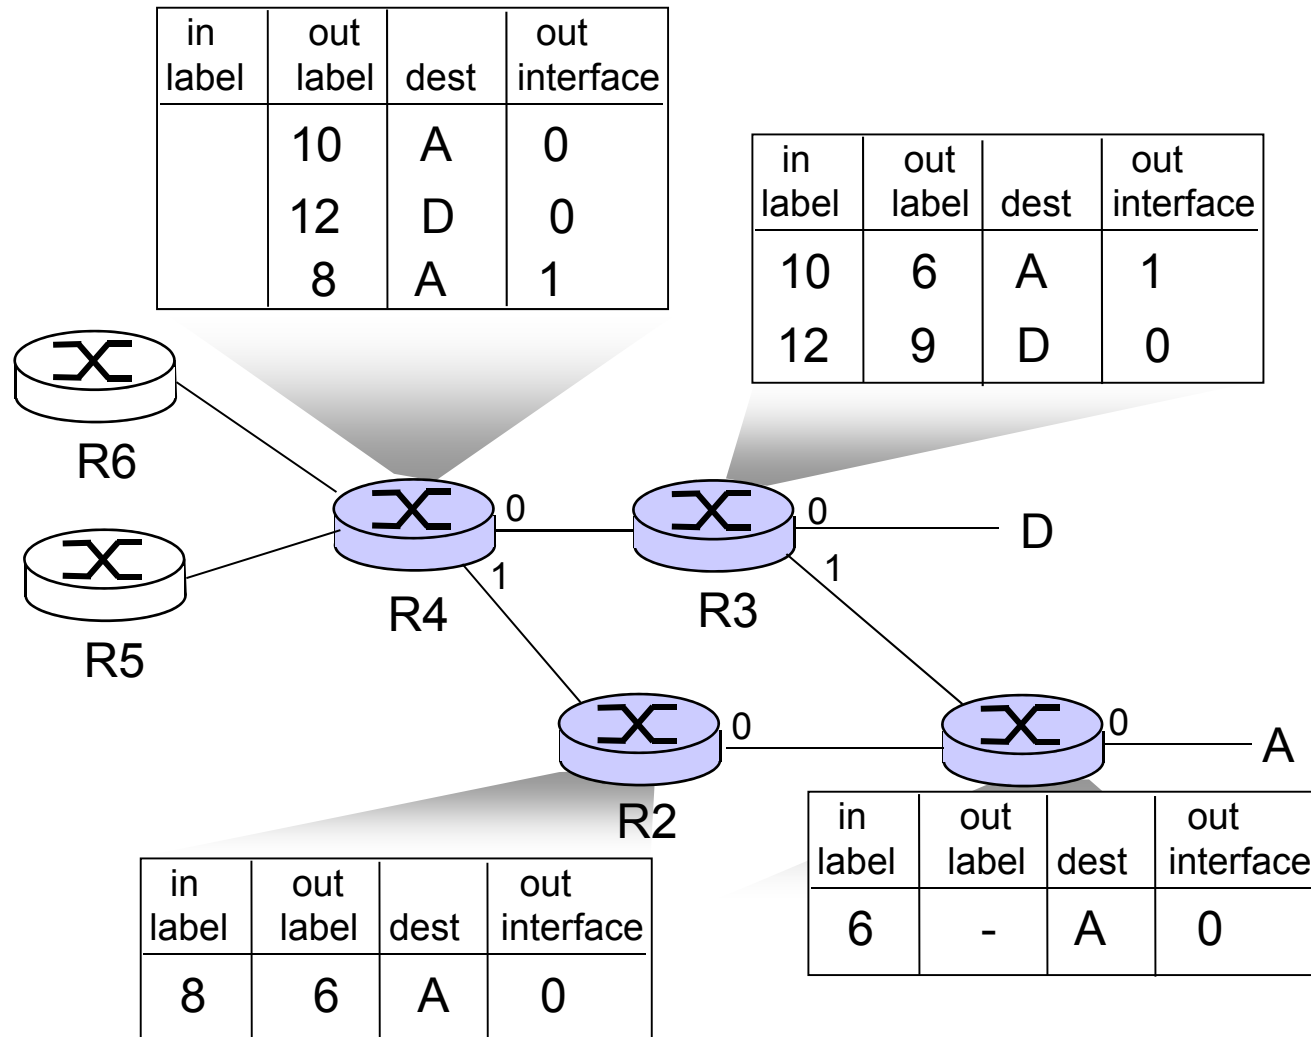 in out out
label label dest interface
10 A 0
12 D 0
8 A 1
in out out
label label dest interface
10 6 A 1
12 9 D 0
R6
R5
R4
0
1
R3
0
1
D
R2
0
0
A
in out out
label label dest interface
8 6 A 0
in out out
label label dest interface
6 - A 0